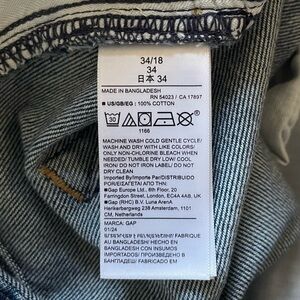 34/18
34
日本 34
MADE IN BANGLADESH
RN 54023 / CA 17897
■ US/GB/EG : 100% COTTON
30
1166
MACHINE WASH COLD GENTLE CYCLE/
WASH AND DRY WITH LIKE COLORS/
ONLY NON-CHLORINE BLEACH WHEN
NEEDED/ TUMBLE DRY LOW/ COOL
IRON/ DO NOT IRON DECORATION/ DO NOT
DRY CLEAN
Imported by/Importé Par/DISTRIBUIDO
POR/ΕΙΣΑΓΕΤΑΙ ΑΠΟ ΤΗΝ:
■Gap Europe Ltd., 6th Floor, 20
Farringdon Street, London, EC4A 4AB, UK
■Gap (RHC) B.V. Luna ArenA
Herikerbergweg 238 Amsterdam, 1101
CM, Netherlands
MARCA: GAP
01/24
AU BANGLADESH/ HECHO EN
BANGLADESH CON INSUMOS
IMPORTADOS/
БАНГЛАДЕШ/ FABRICADO EM